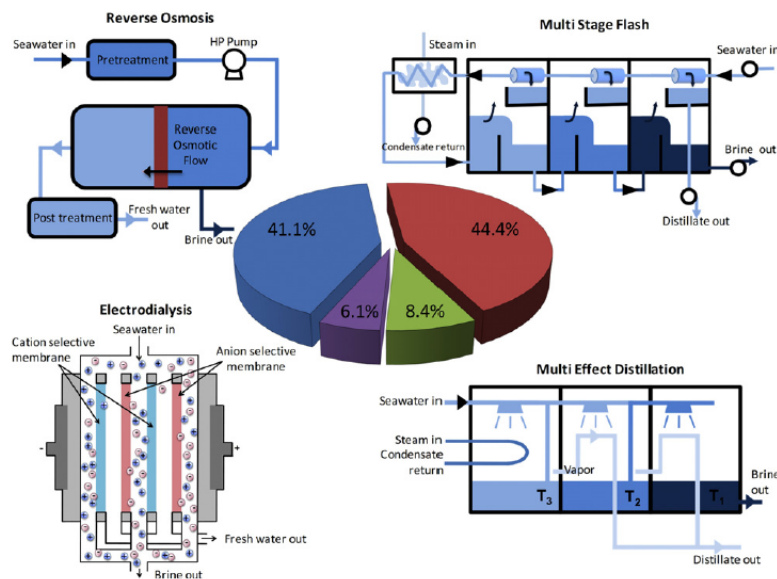 Reverse Osmosis
Seawater in
Pretreatment
HP Pump
Reverse
Osmotic
Flow
Post treatment
Fresh water
out
Brine out
Multi Stage Flash
Steam in
Seawater in
Condensate return
Brine
out
Distillate out
41.1%
44.4%
6.1%
8.4%
Electrodialysis
Seawater in
Cation selective
membrane
Anion selective
membrane
-
+
Fresh water out
Brine out
Multi Effect Distillation
Seawater in
Steam in
Condensate
return
Vapor
T3
T2
T1
Brine
out
Distillate out